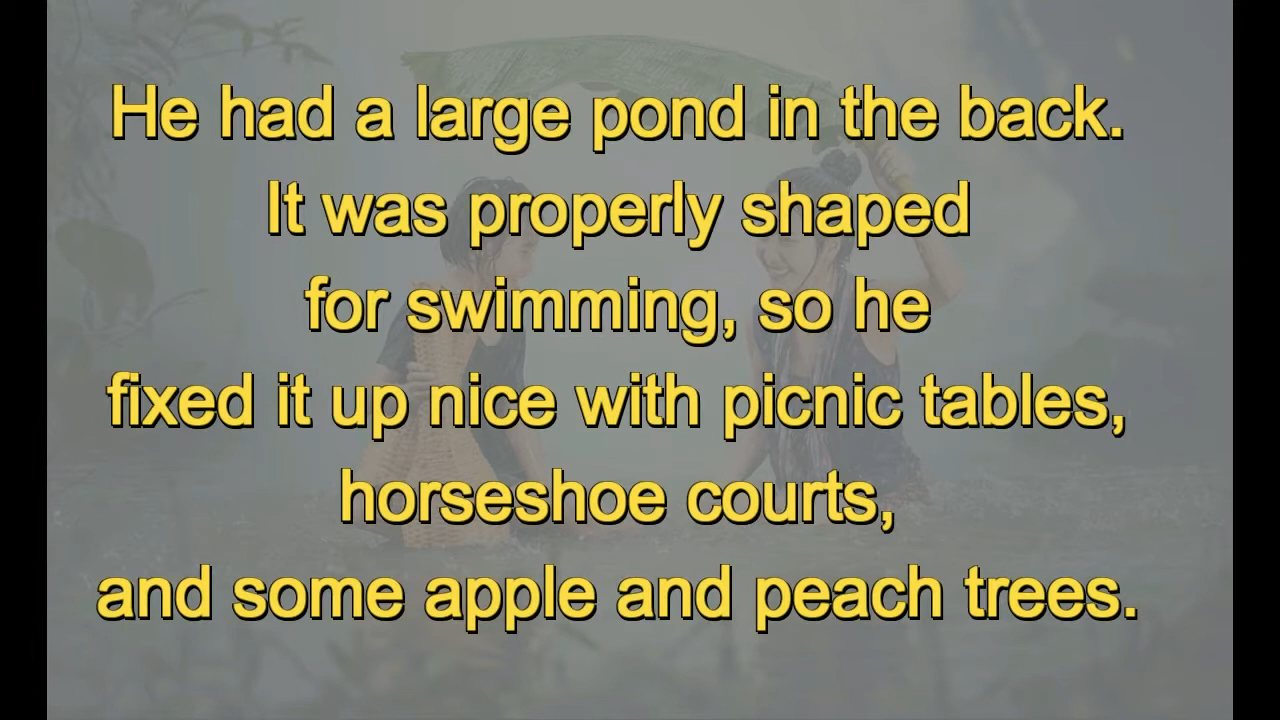 He had a large pond in the back.
It was properly shaped
for swimming, so he
fixed it up nice with picnic tables,
horseshoe courts,
and some apple and peach trees.